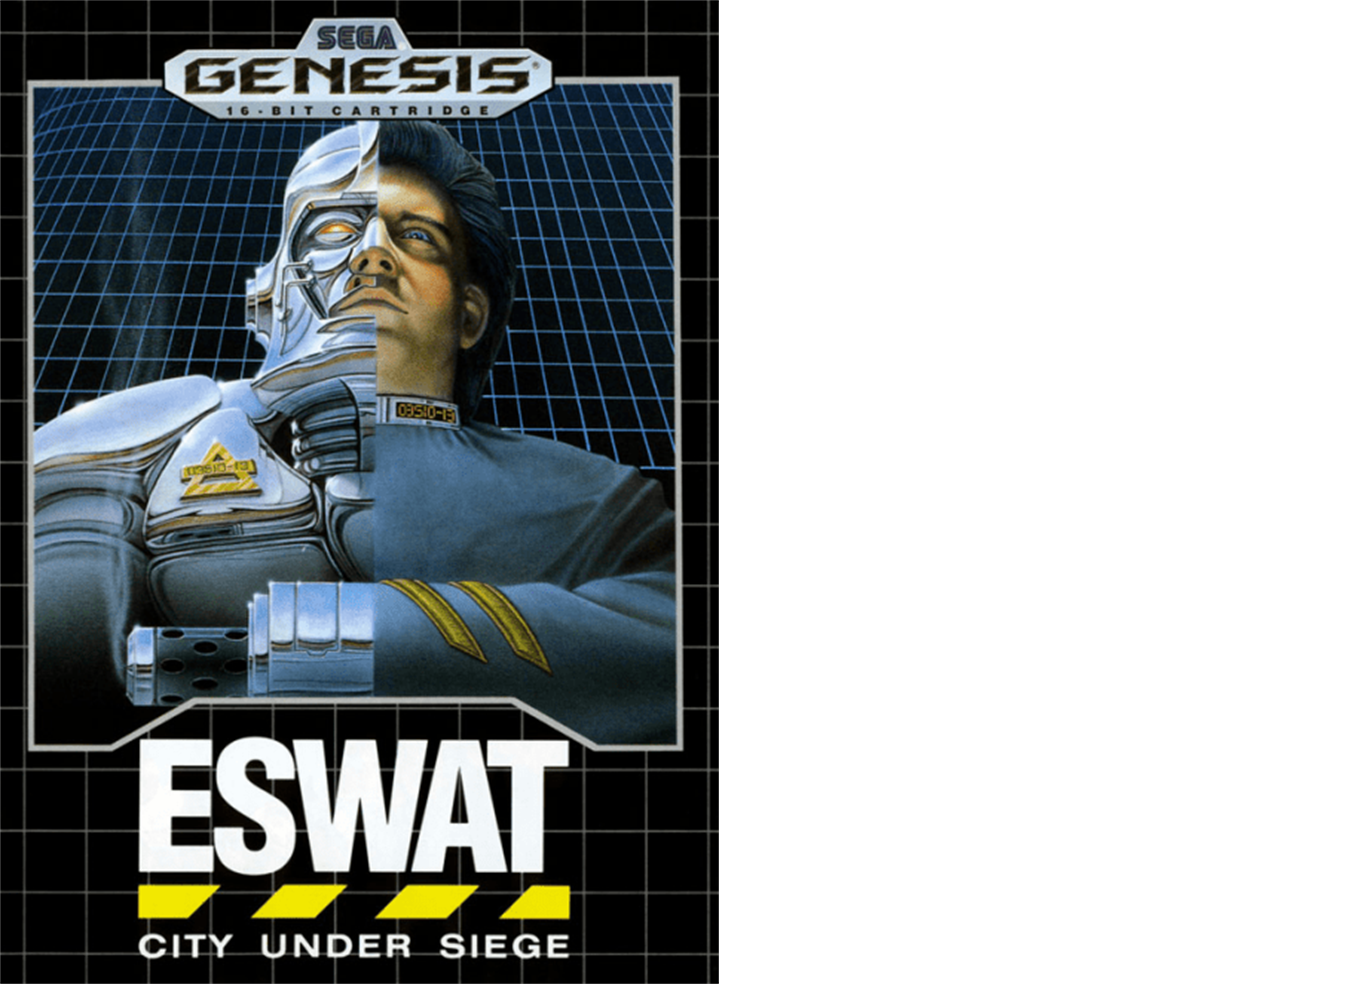 SEGA
GENESIS®
16-BIT CARTRIDGE
03510-13
03510-13
ESWAT
CITY UNDER SIEGE